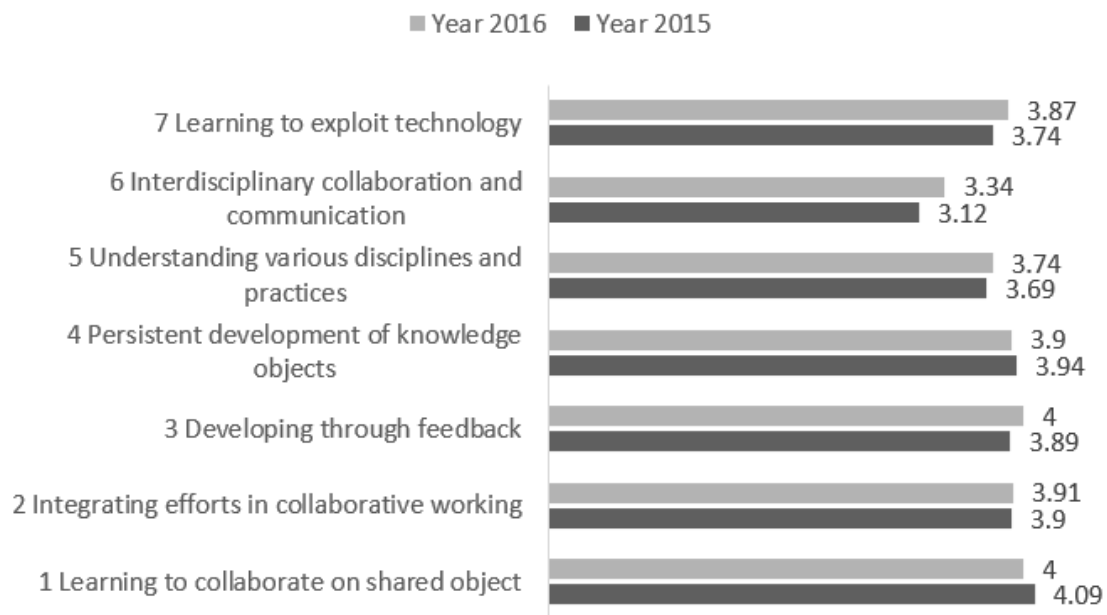 Year 2016 Year 2015
7 Learning to exploit technology
3.87
3.74
6 Interdisciplinary collaboration and
communication
3.34
3.12
5 Understanding various disciplines and
practices
3.74
3.69
4 Persistent development of knowledge
objects
3.9
3.94
3 Developing through feedback
4
3.89
2 Integrating efforts in collaborative working
3.91
3.9
1 Learning to collaborate on shared object
4
4.09